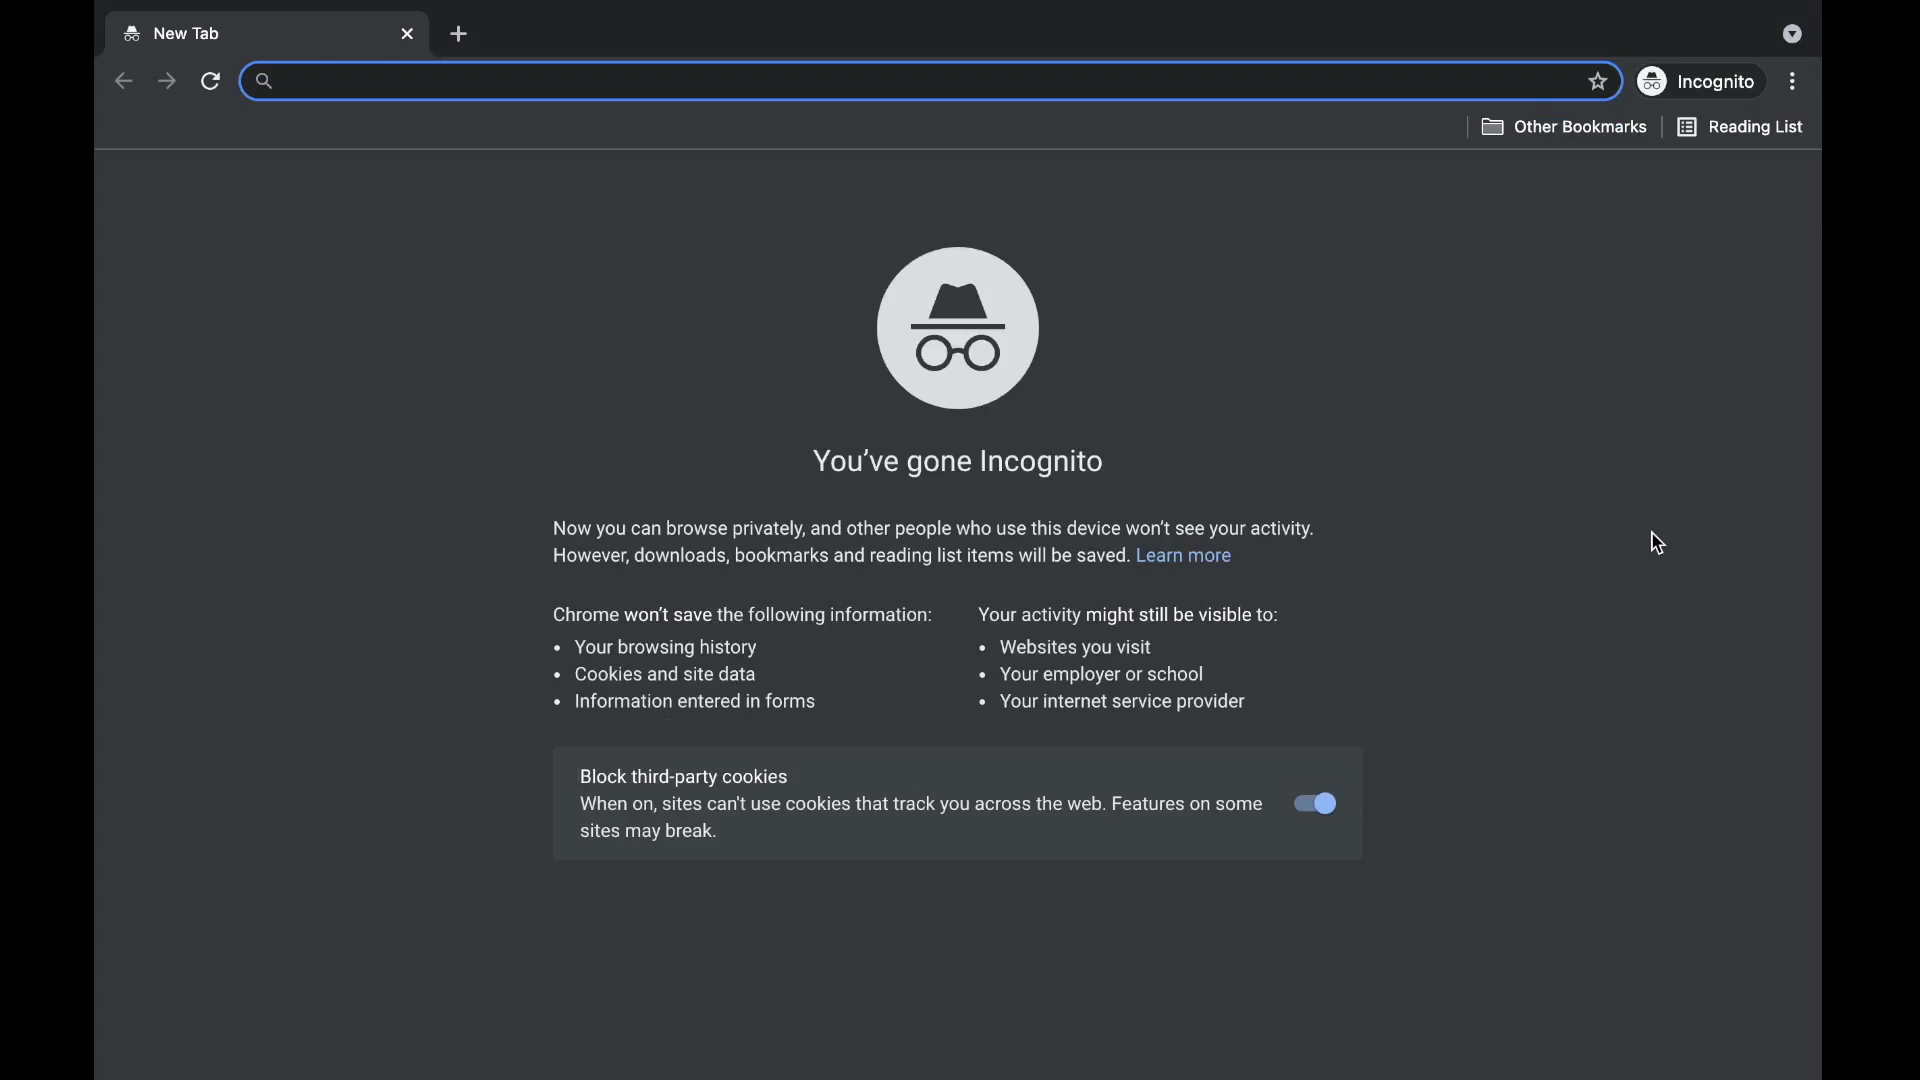 New Tab
Incognito
Other Bookmarks
Reading List
You've gone Incognito
Now you can browse privately, and other people who use this device won't see your activity.
However, downloads, bookmarks and reading list items will be saved. Learn more
Chrome won't save the following information:
• Your browsing history
• Cookies and site data
• Information entered in forms
Your activity might still be visible to:
• Websites you visit
• Your employer or school
• Your internet service provider
Block third-party cookies
When on, sites can't use cookies that track you across the web. Features on some
sites may break.